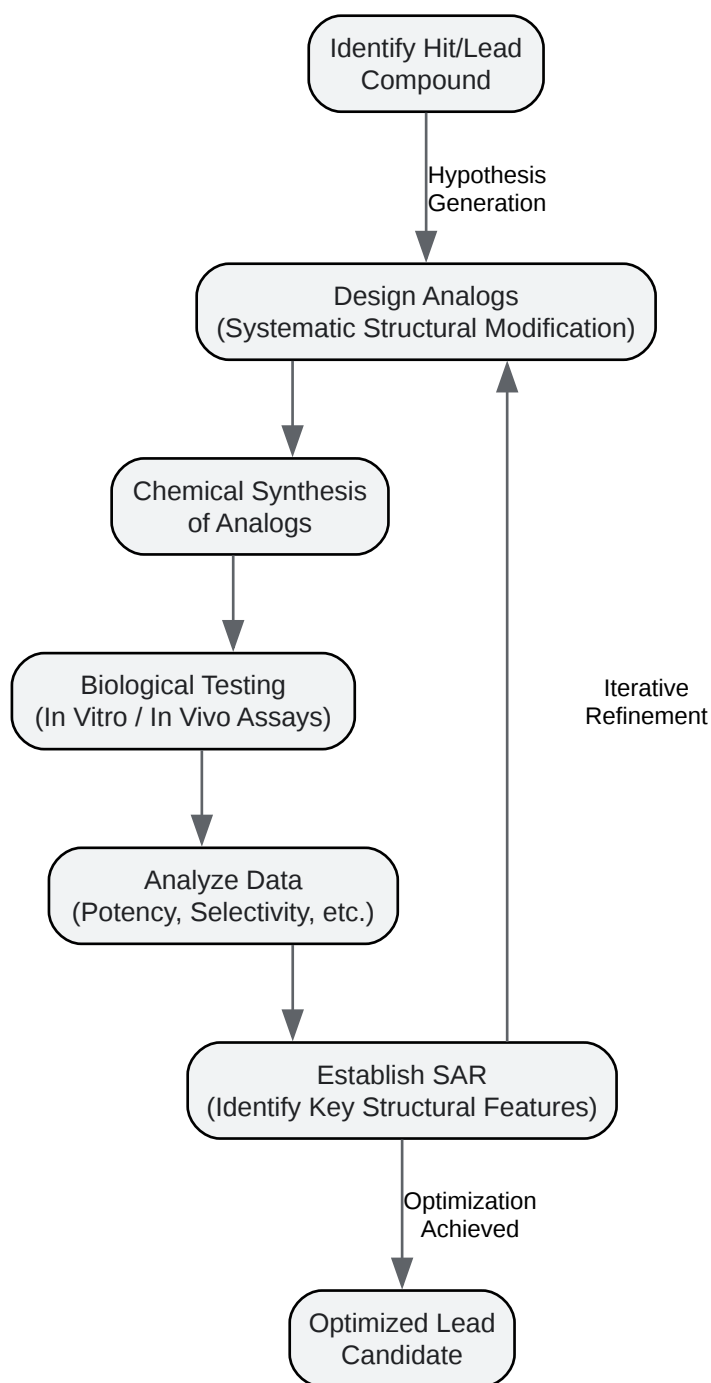 Identify Hit/Lead
Compound
Hypothesis
Generation
Design Analogs
(Systematic Structural Modification)
Chemical Synthesis
of Analogs
Biological Testing
(In Vitro / In Vivo Assays)
Iterative
Refinement
Analyze Data
(Potency, Selectivity, etc.)
Establish SAR
(Identify Key Structural Features)
Optimization
Achieved
Optimized Lead
Candidate